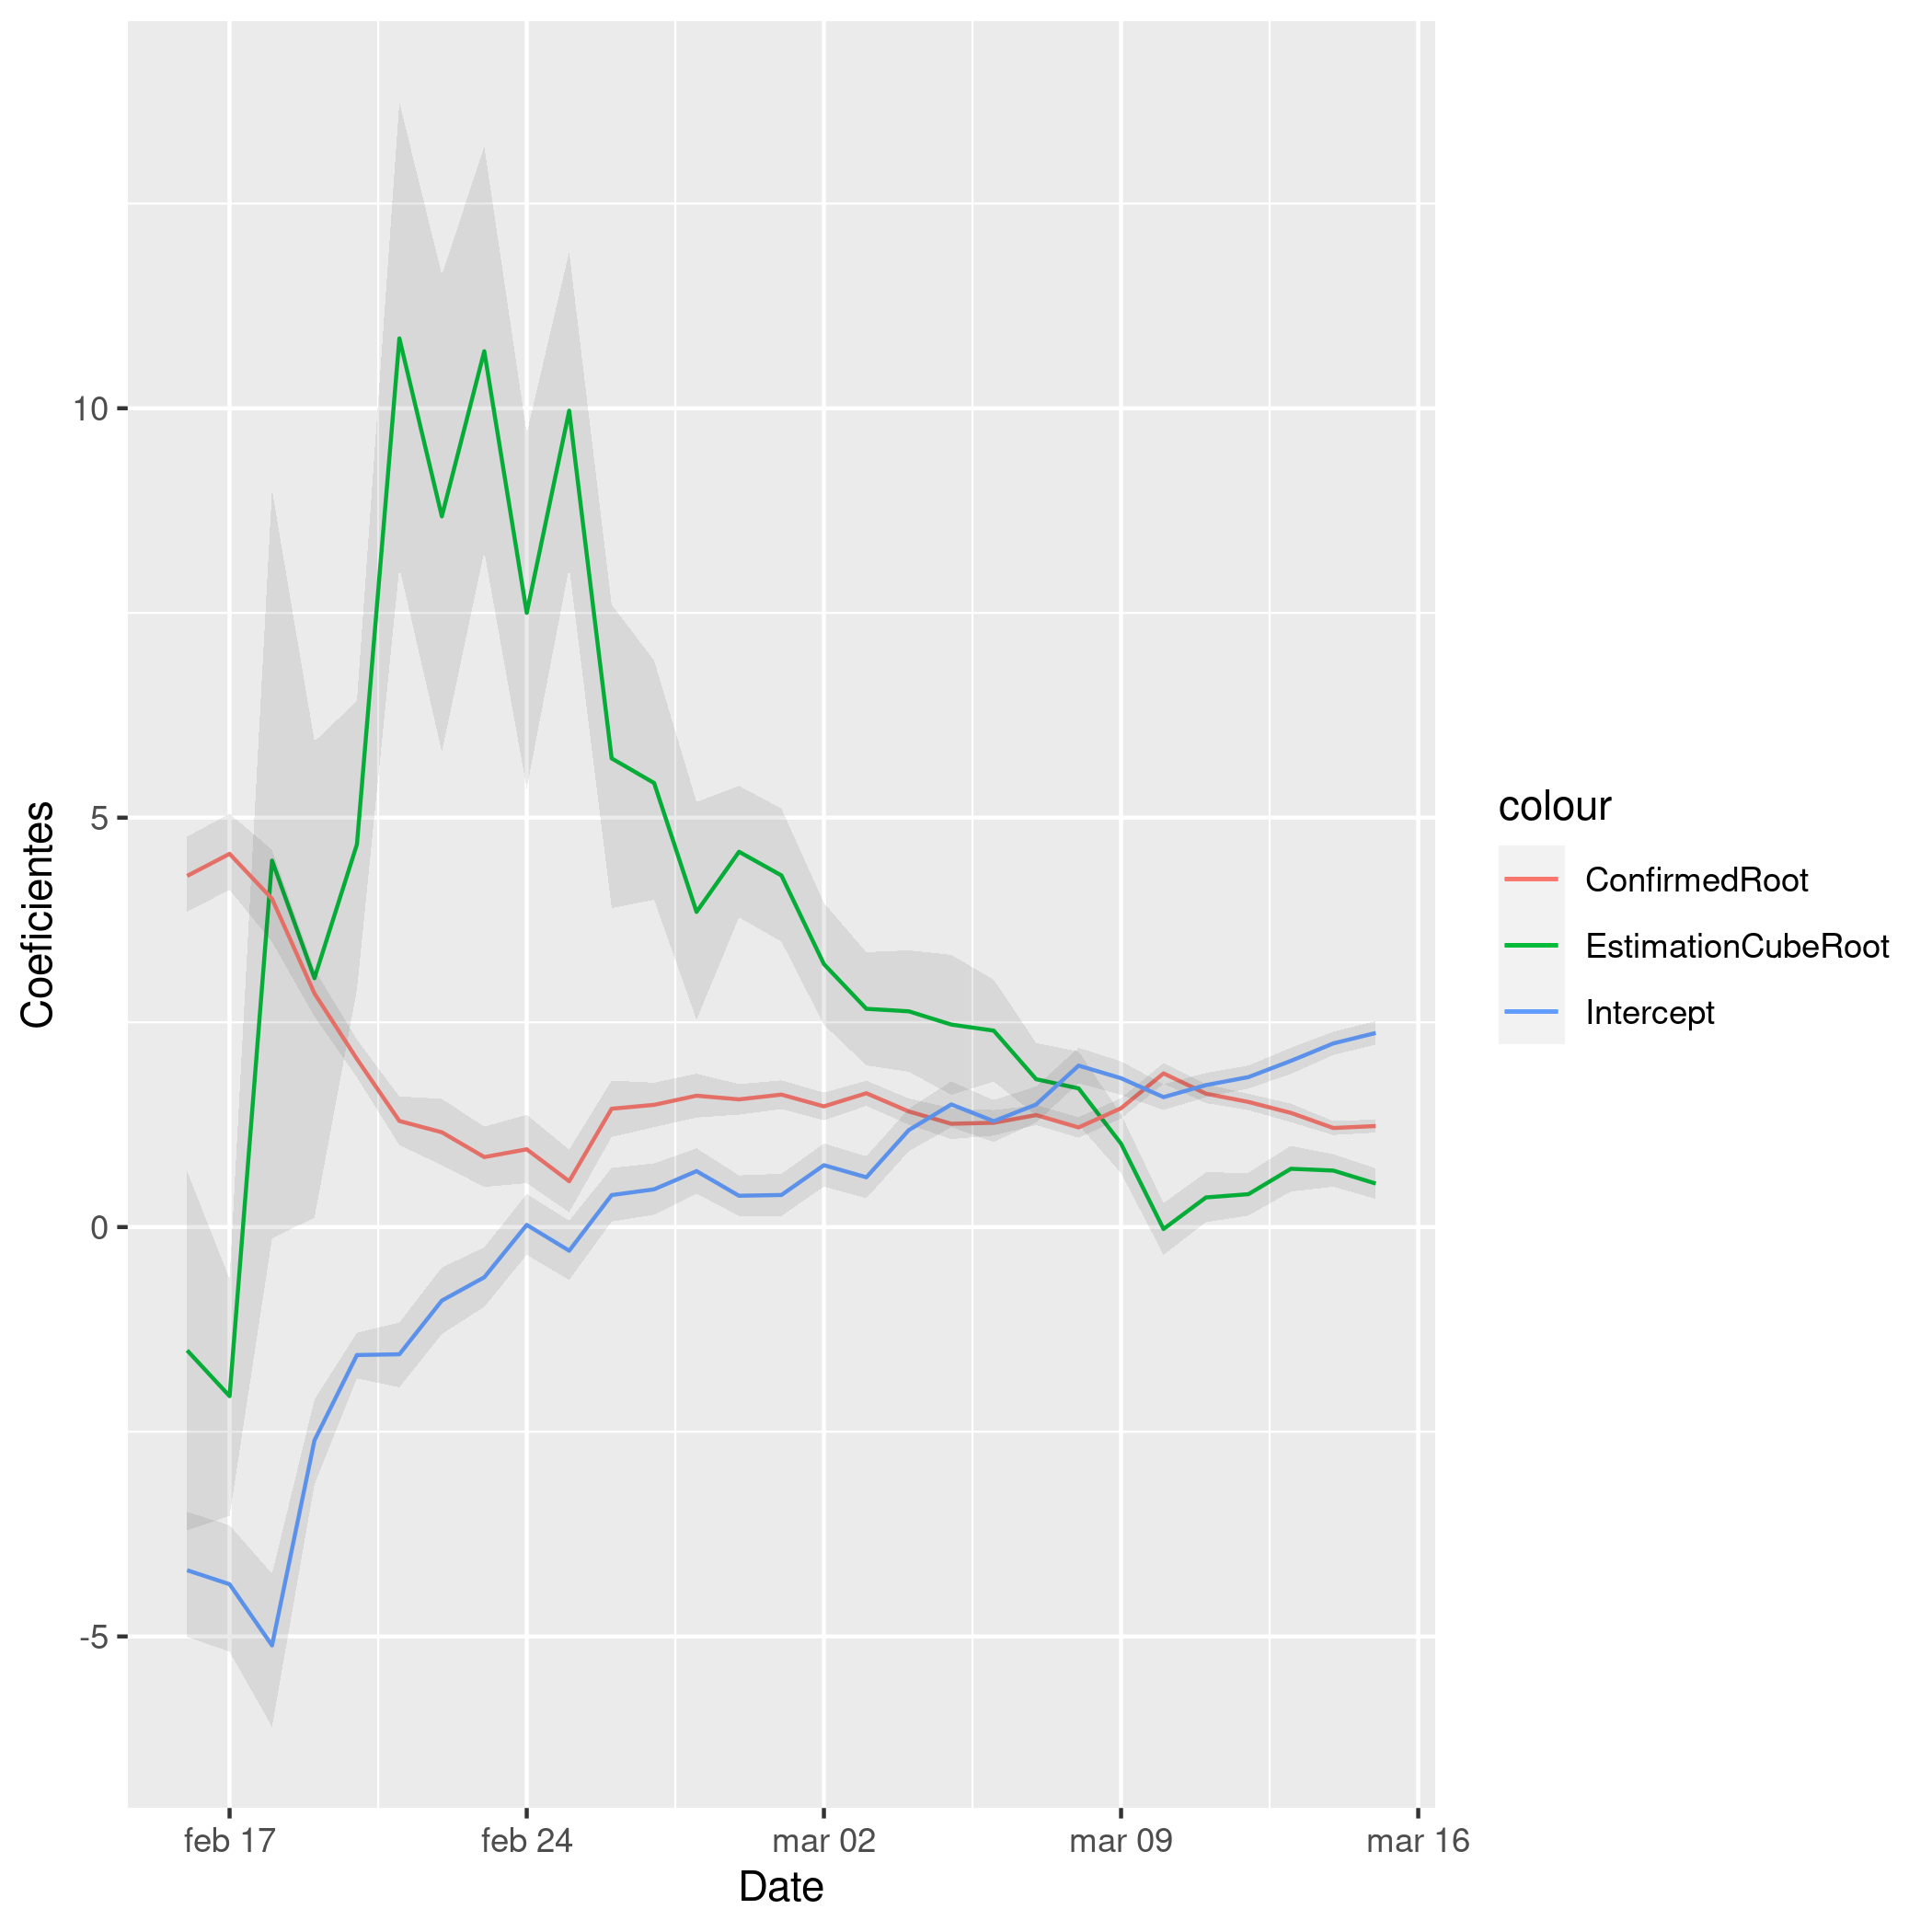 Coeficientes
10
5
0
-5
feb 17
feb 24
mar 02
mar 09
mar 16
Date
colour
ConfirmedRoot
EstimationCubeRoot
Intercept